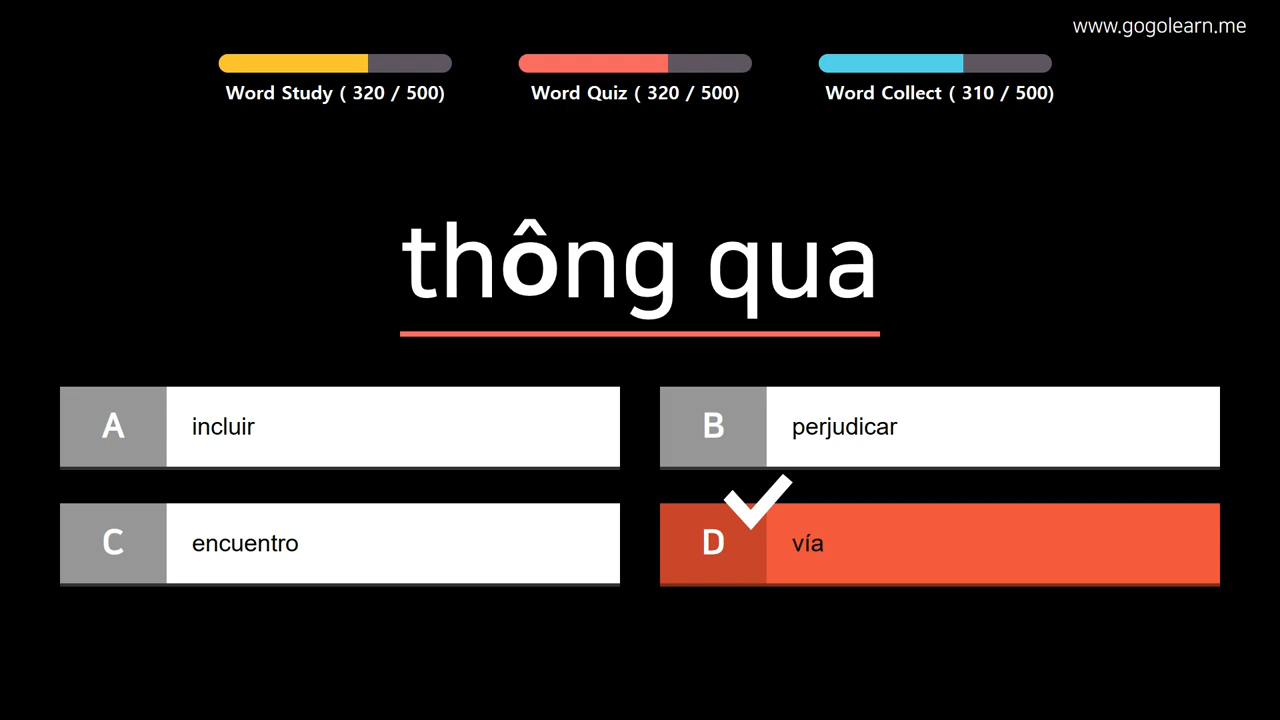 www.gogolearn.me
Word Study ( 320 / 500)
Word Quiz ( 320 / 500)
Word Collect ( 310 / 500)
thông qua
A incluir
B perjudicar
C encuentro
D vía